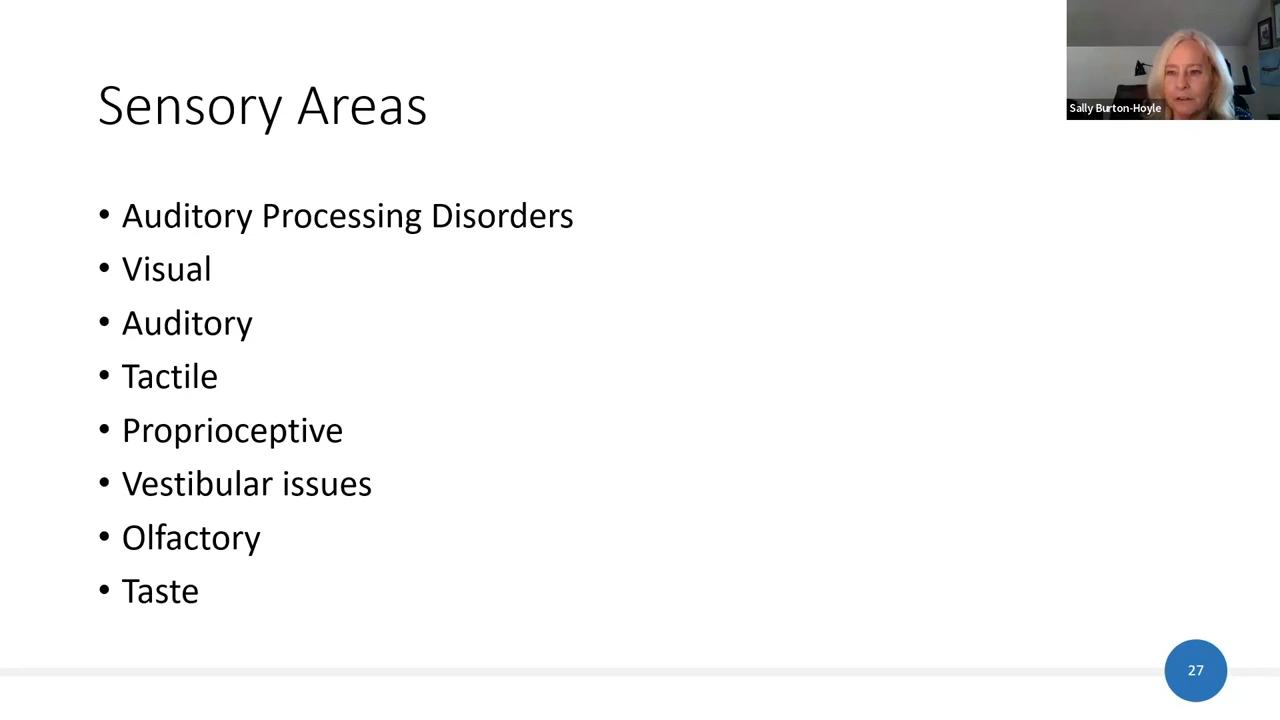 Sensory Areas
Sally Burton-Hoyle
• Auditory Processing Disorders
• Visual
• Auditory
• Tactile
• Proprioceptive
• Vestibular issues
• Olfactory
• Taste
27